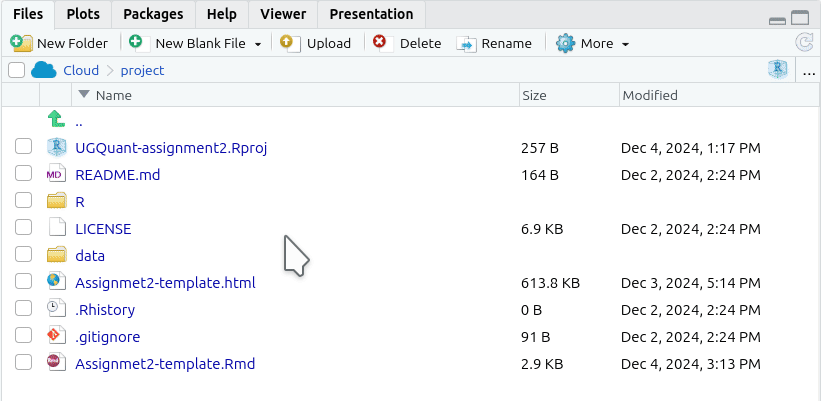 Files Plots Packages Help Viewer Presentation
New Folder New Blank File Upload Delete Rename More
Cloud project R ...
Name Size Modified
..
R UGQuant-assignment2.Rproj 257 B Dec 4, 2024, 1:17 PM
MD README.md 164 B Dec 2, 2024, 2:24 PM
R
LICENSE 6.9 KB Dec 2, 2024, 2:24 PM
data
Assignmet2-template.html 613.8 KB Dec 3, 2024, 5:14 PM
.Rhistory 0 B Dec 2, 2024, 2:24 PM
.gitignore 91 B Dec 2, 2024, 2:24 PM
Rmd Assignmet2-template.Rmd 2.9 KB Dec 4, 2024, 3:13 PM